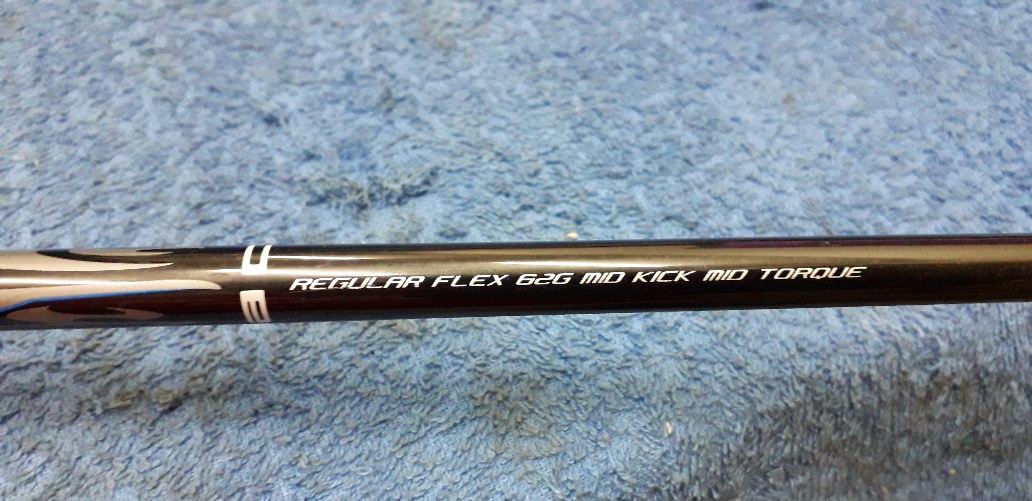 REGULAR FLEX 62G MID KICK MID TORQUE